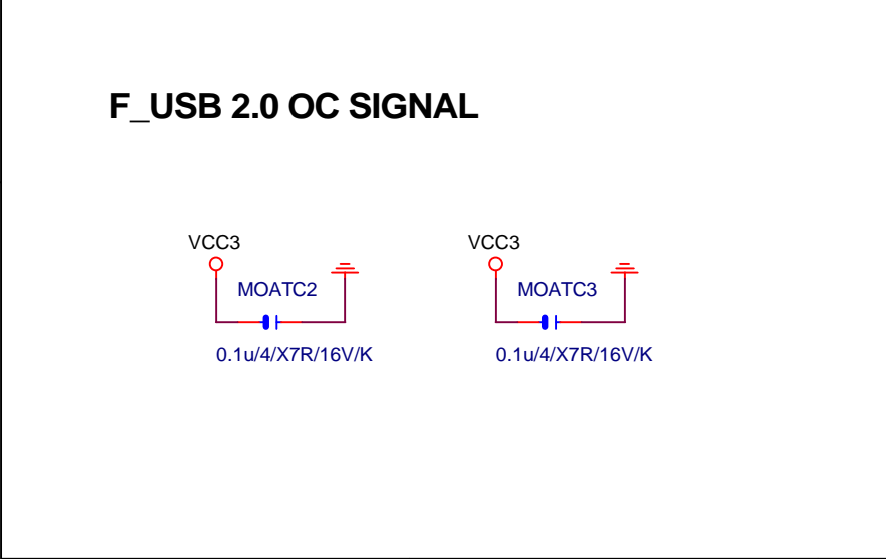 F_USB 2.0 OC SIGNAL
VCC3
VCC3
MOATC2
MOATC3
0.1u/4/X7R/16V/K
0.1u/4/X7R/16V/K